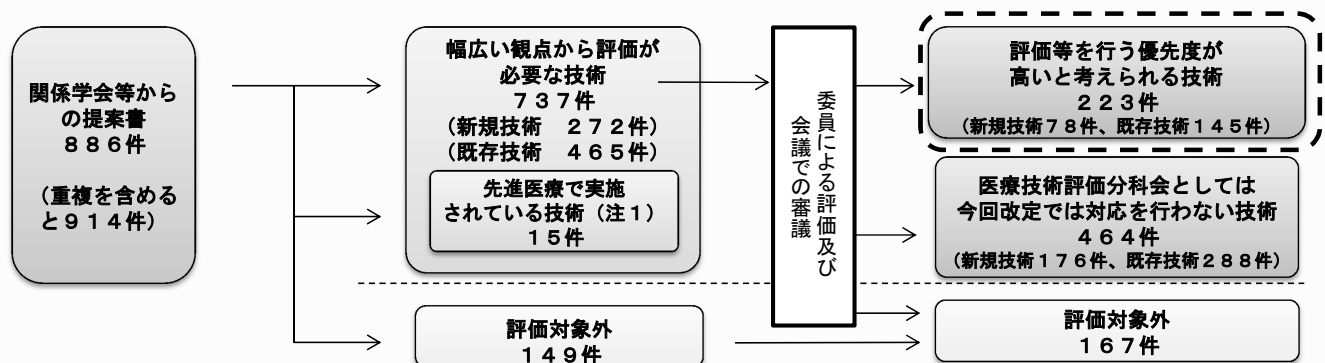 関係学会等から
の提案書
８８６件
（重複を含める
と９１４件）
幅広い観点から評価が
必要な技術
７３７件
（新規技術　２７２件）
（既存技術　４６５件）
先進医療で実施
されている技術（注１）
１５件
評価対象外
１４９件
委員による評価及び
会議での審議
評価等を行う優先度が
高いと考えられる技術
２２３件
（新規技術７８件、既存技術１４５件）
医療技術評価分科会としては
今回改定では対応を行わない技術
４６４件
（新規技術１７６件、既存技術２８８件）
評価対象外
１６７件